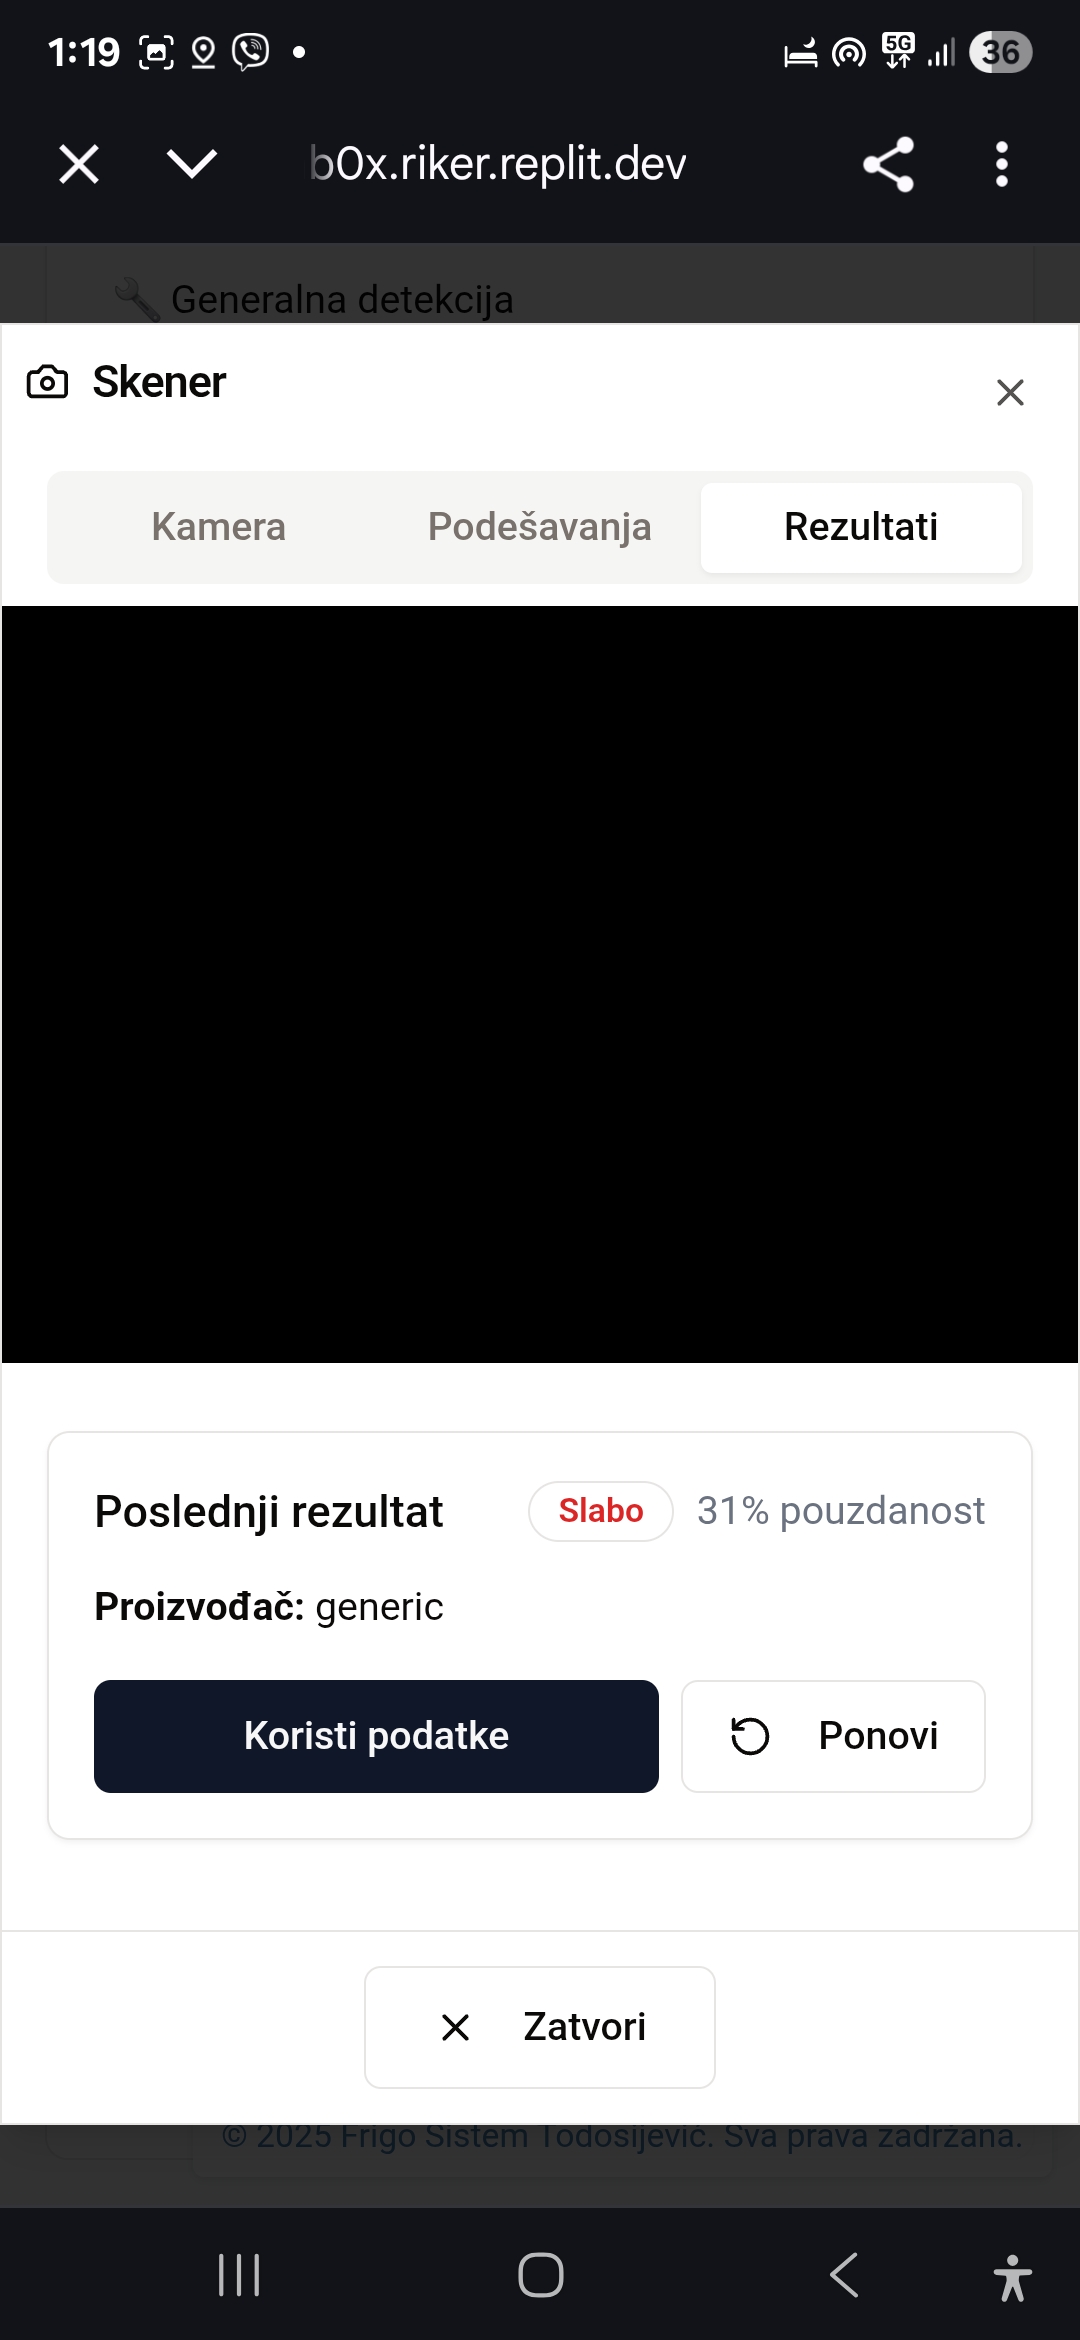 1:19
5G
36
b0x.riker.replit.dev
Generalna detekcija
Skener
Kamera Podešavanja Rezultati
Poslednji rezultat Slabo 31% pouzdanost
Proizvođač: generic
Koristi podatke Ponovi
Zatvori
© 2025 Frigo Sistem Todosijević. Sva prava zadržana.